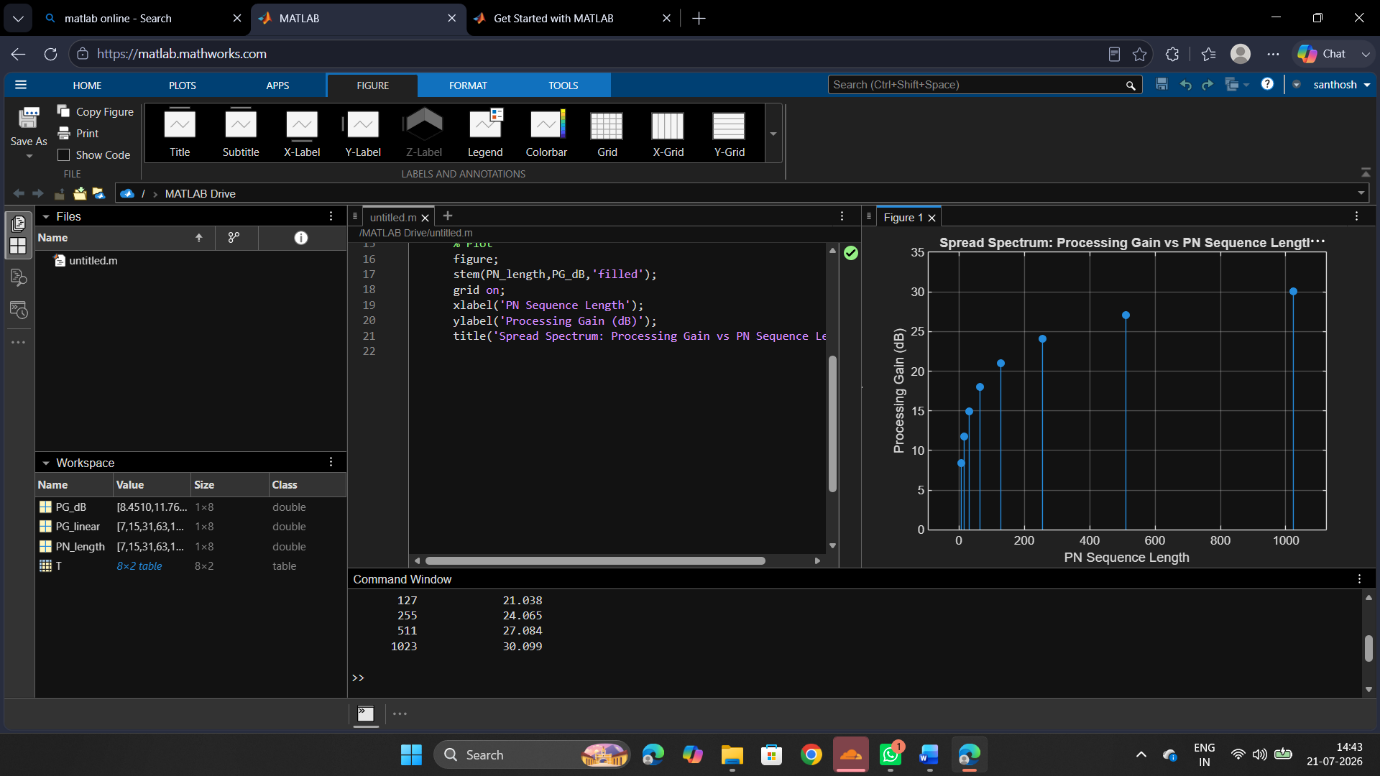 matlab online - Search
MATLAB
Get Started with MATLAB
https://matlab.mathworks.com
Chat
HOME
PLOTS
APPS
FIGURE
FORMAT
TOOLS
Search (Ctrl+Shift+Space)
santhosh
Save As
Copy Figure
Print
Show Code
FILE
Title
Subtitle
X-Label
Y-Label
Z-Label
Legend
Colorbar
Grid
X-Grid
Y-Grid
LABELS AND ANNOTATIONS
/ › MATLAB Drive
Files
Name
untitled.m
Workspace
Name Value Size Class
PG_dB [8.4510,11.76... 1×8 double
PG_linear [7,15,31,63,1... 1×8 double
PN_length [7,15,31,63,1... 1×8 double
T 8×2 table 8×2 table
untitled.m
/MATLAB Drive/untitled.m
15 % Plot
16 figure;
17 stem(PN_length,PG_dB,'filled');
18 grid on;
19 xlabel('PN Sequence Length');
20 ylabel('Processing Gain (dB)');
21 title('Spread Spectrum: Processing Gain vs PN Sequence Le
22
Figure 1
Spread Spectrum: Processing Gain vs PN Sequence Lengtl···
Processing Gain (dB)
35
30
25
20
15
10
5
0
0 200 400 600 800 1000
PN Sequence Length
Command Window
127 21.038
255 24.065
511 27.084
1023 30.099
>>
Search
1
ENG
IN
14:43
21-07-2026